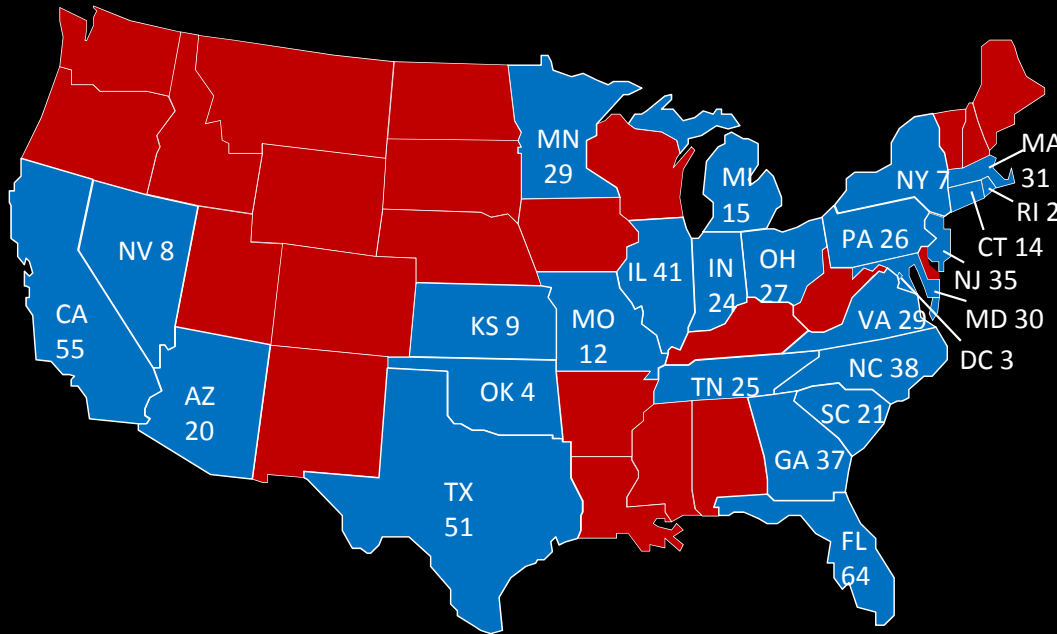 MN
29
MA
31
MI
15
NY 7
RI 2
CT 14
PA 26
NV 8
IL 41
IN
24
OH
27
NJ 35
CA
55
KS 9
MO
12
VA 29
MD 30
DC 3
NC 38
TN 25
AZ
20
OK 4
SC 21
GA 37
TX
51
FL
64